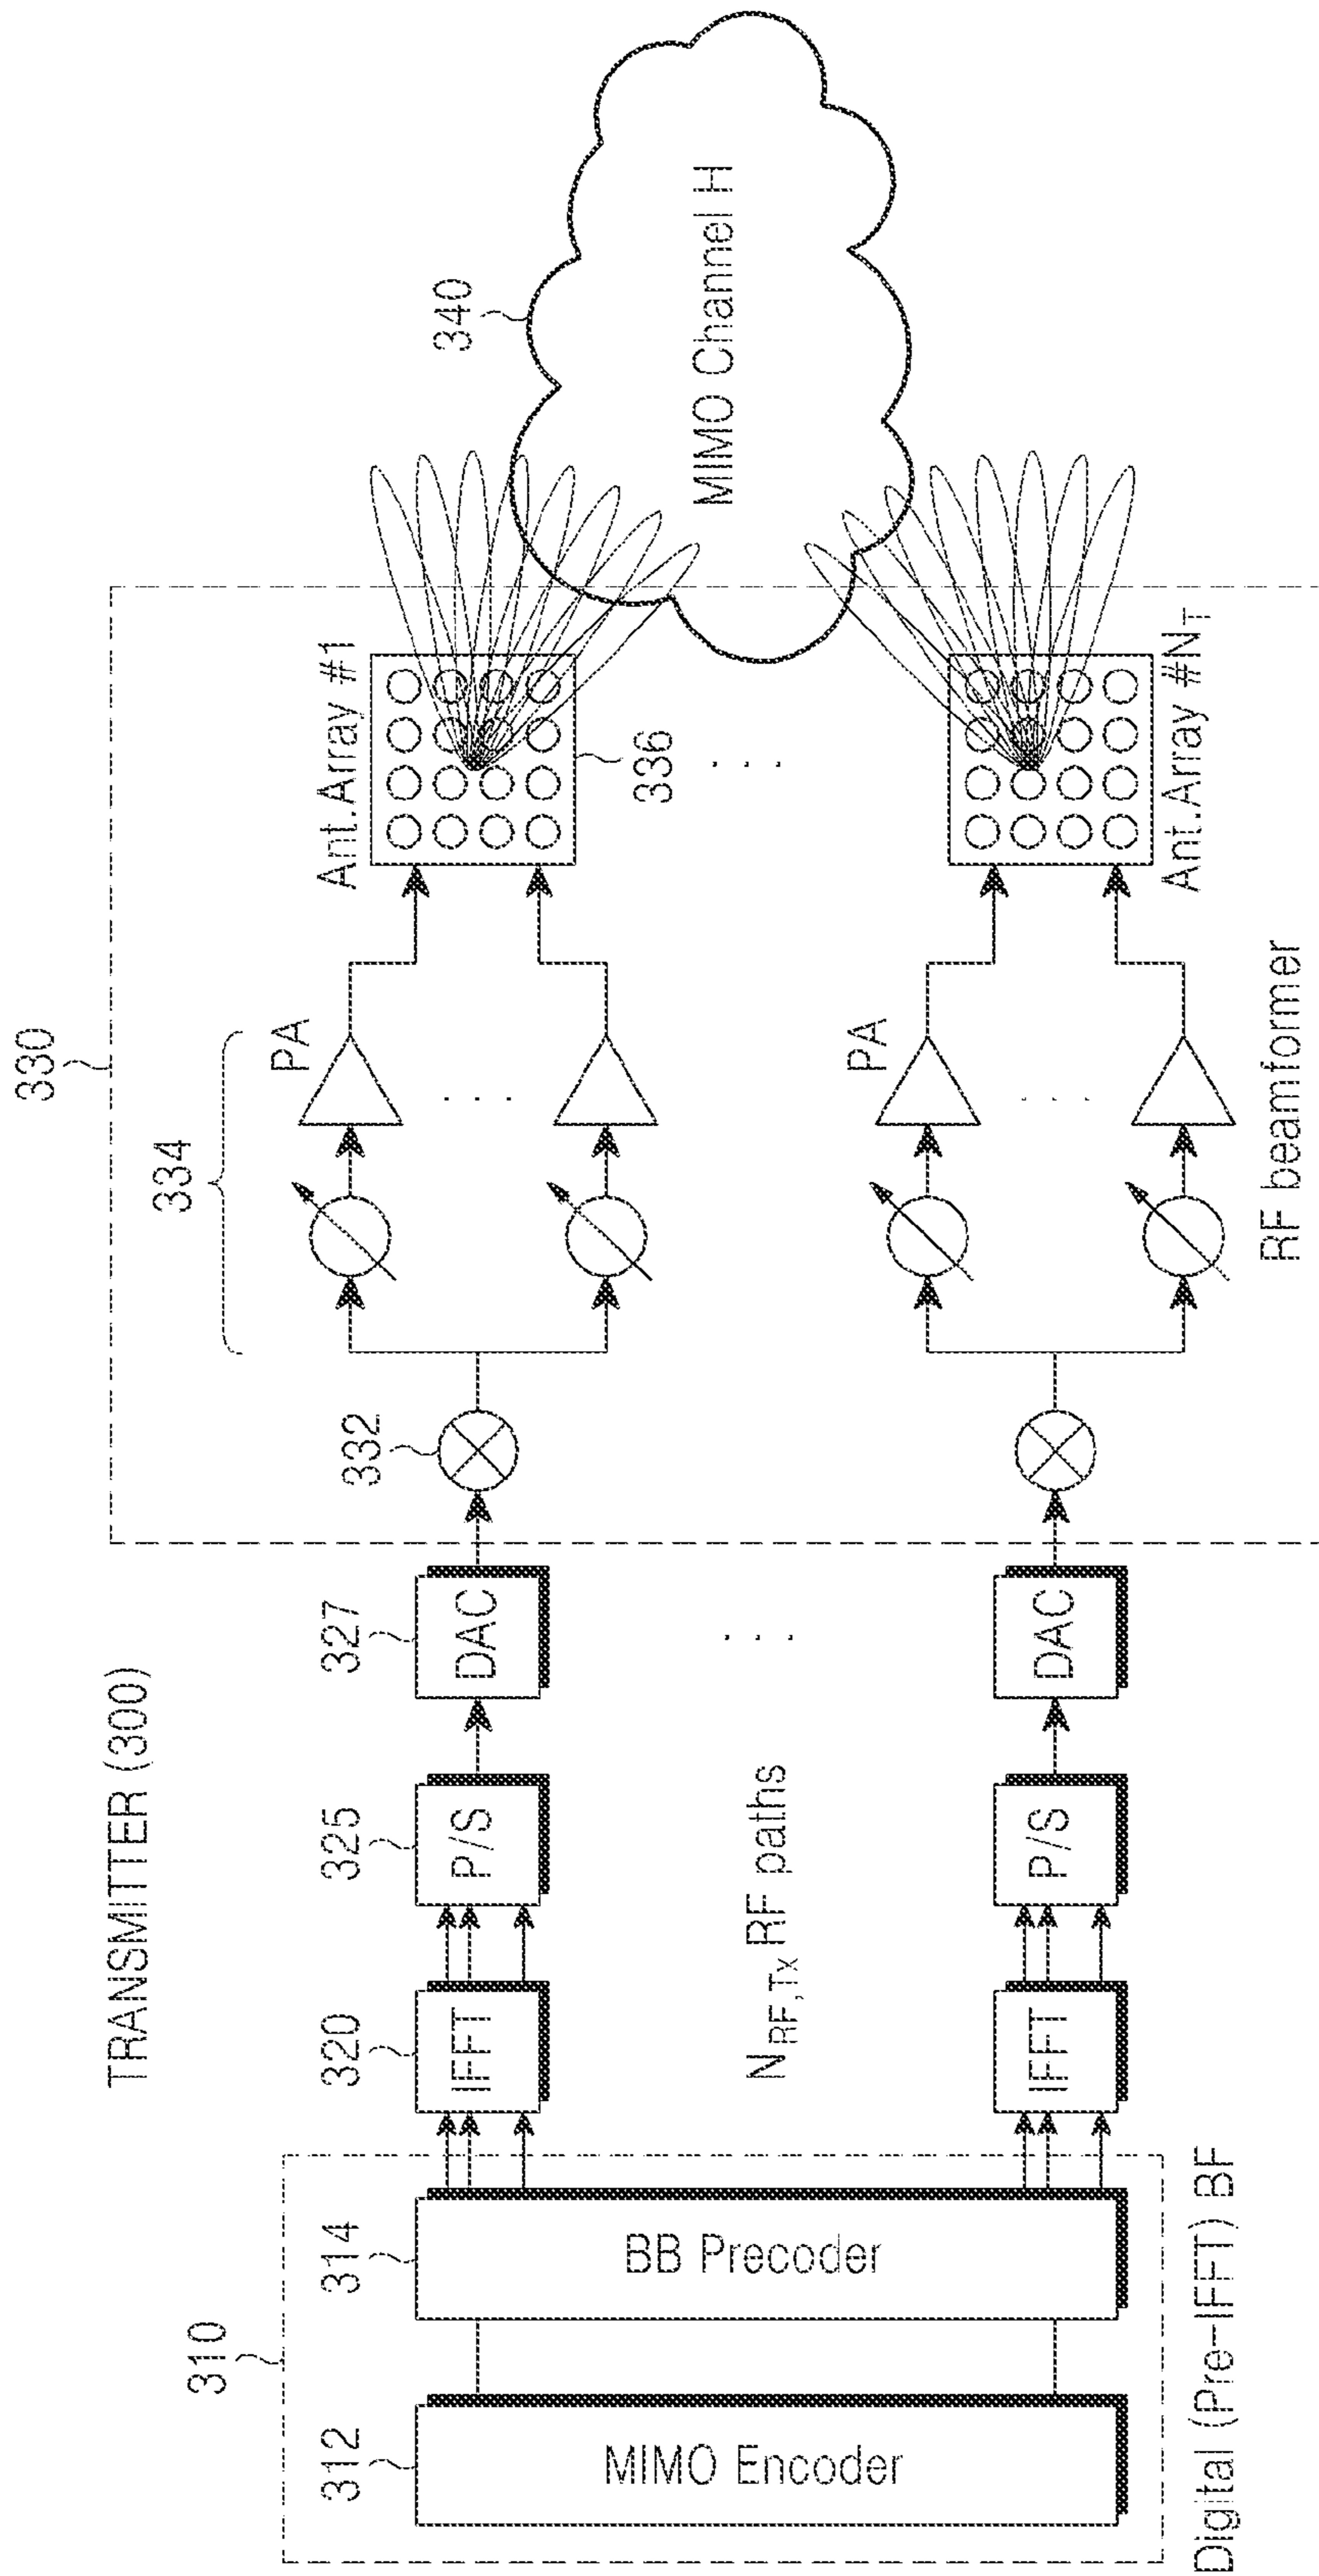 TRANSMITTER (300)
310
312
MIMO Encoder
314
BB Precoder
Digital (Pre-IFFT) BF
320
IFFT
325
P/S
327
DAC
N_RF,Tx RF paths
. . .
IFFT
P/S
DAC
330
332
334
PA
. . .
Ant.Array #1
336
. . .
PA
. . .
Ant.Array #N_T
RF beamformer
340
MIMO Channel H